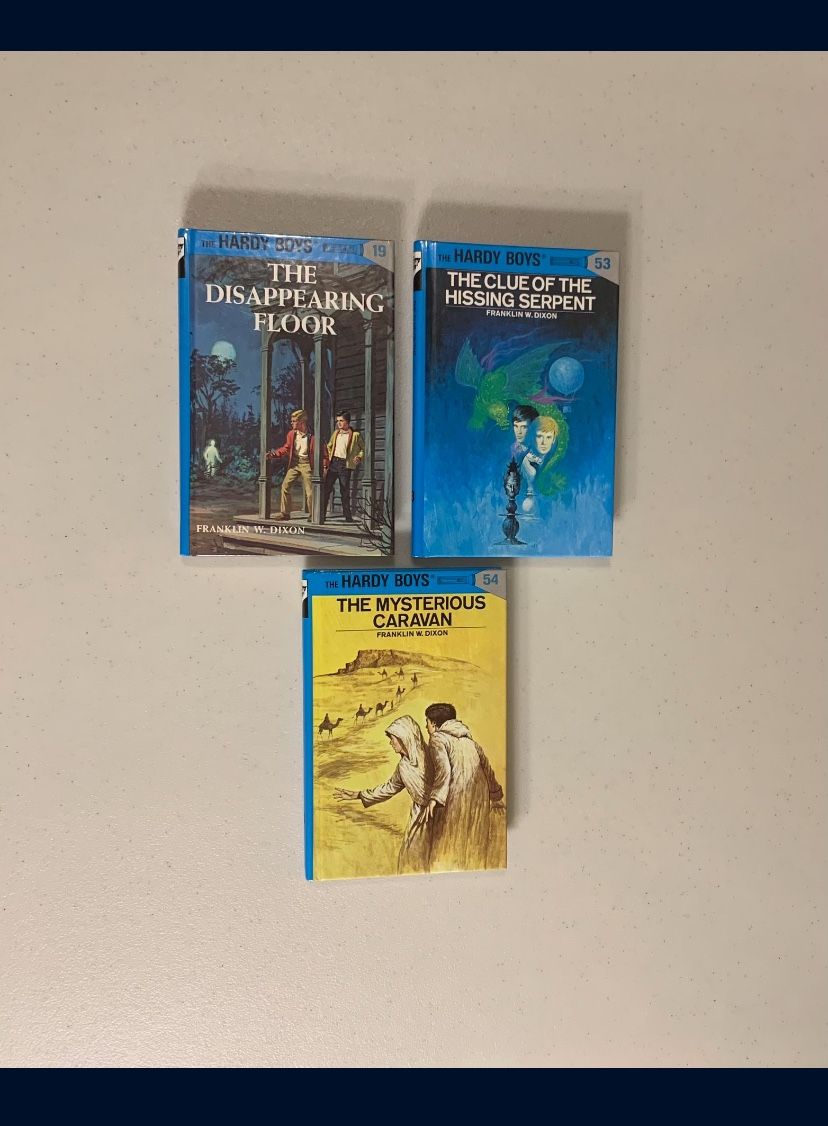 THE HARDY BOYS® 19
THE
DISAPPEARING
FLOOR
FRANKLIN W. DIXON
THE HARDY BOYS® 53
THE CLUE OF THE
HISSING SERPENT
FRANKLIN W. DIXON
THE HARDY BOYS® 54
THE MYSTERIOUS
CARAVAN
FRANKLIN W. DIXON